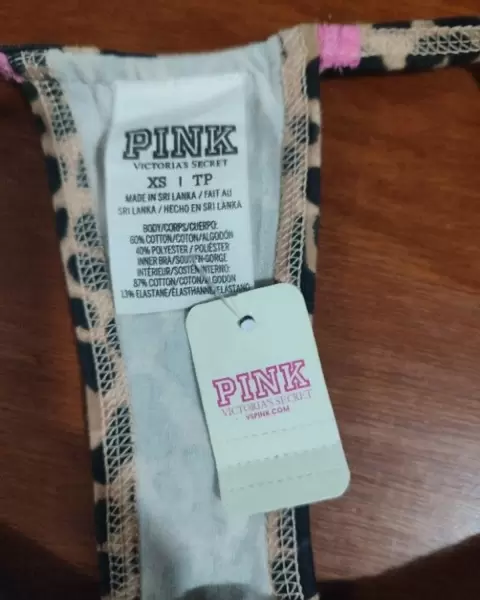 PINK
VICTORIA'S SECRET
XS | TP
MADE IN SRI LANKA / FAIT AU
SRI LANKA / HECHO EN SRI LANKA
BODY/CORPS/CUERPO:
60% COTTON/COTON/ALGODÓN
40% POLYESTER / POLIÉSTER
INNER BRA/SOUTIEN-GORGE
INTÉRIEUR/SOSTÉN INTERNO:
87% COTTON/COTON/ALGODÓN
13% ELASTANE/ÉLASTHANNE/ELASTANO
PINK
VICTORIA'S SECRET
VSPINK.COM